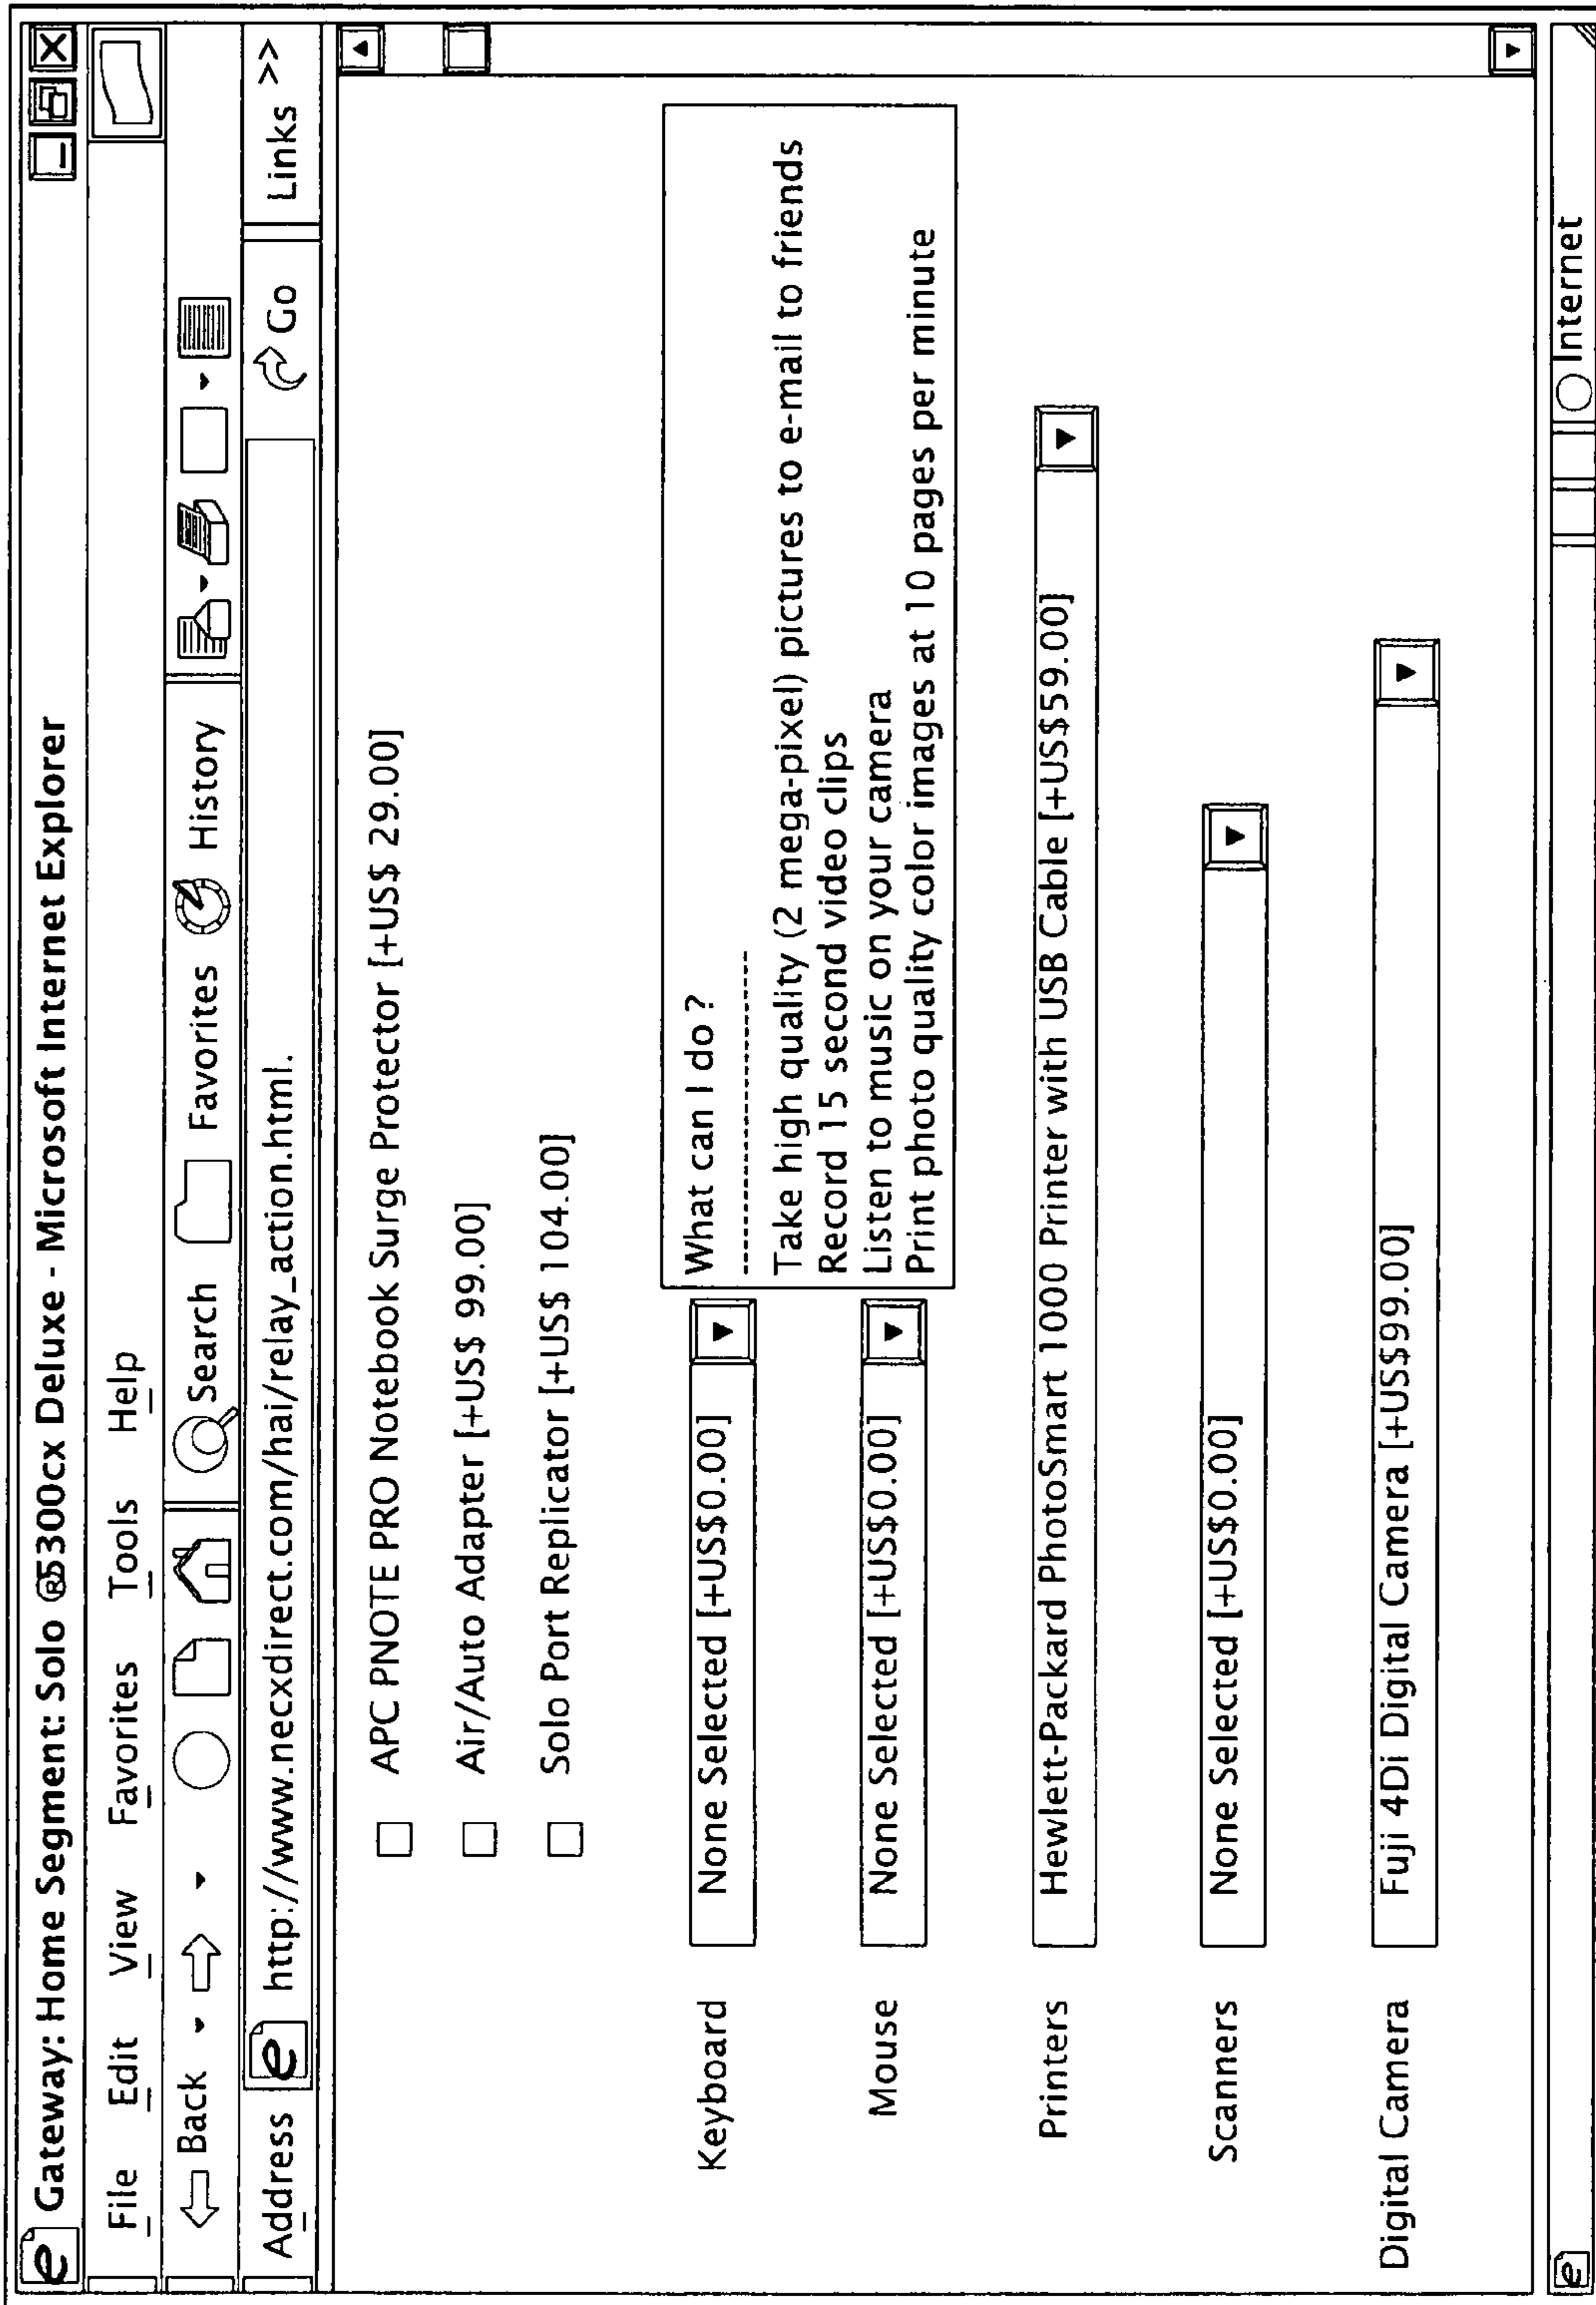 Gateway: Home Segment: Solo ®5300cx Deluxe - Microsoft Internet Explorer
File Edit View Favorites Tools Help
Back Search Favorites History
Address http://www.necxdirect.com/hai/relay_action.html. Go Links >>
APC PNOTE PRO Notebook Surge Protector [+US$ 29.00]
Air/Auto Adapter [+US$ 99.00]
Solo Port Replicator [+US$ 104.00]
What can I do ?
Take high quality (2 mega-pixel) pictures to e-mail to friends
Record 15 second video clips
Listen to music on your camera
Print photo quality color images at 10 pages per minute
Keyboard None Selected [+US$0.00]
Mouse None Selected [+US$0.00]
Printers Hewlett-Packard PhotoSmart 1000 Printer with USB Cable [+US$59.00]
Scanners None Selected [+US$0.00]
Digital Camera Fuji 4Di Digital Camera [+US$99.00]
Internet